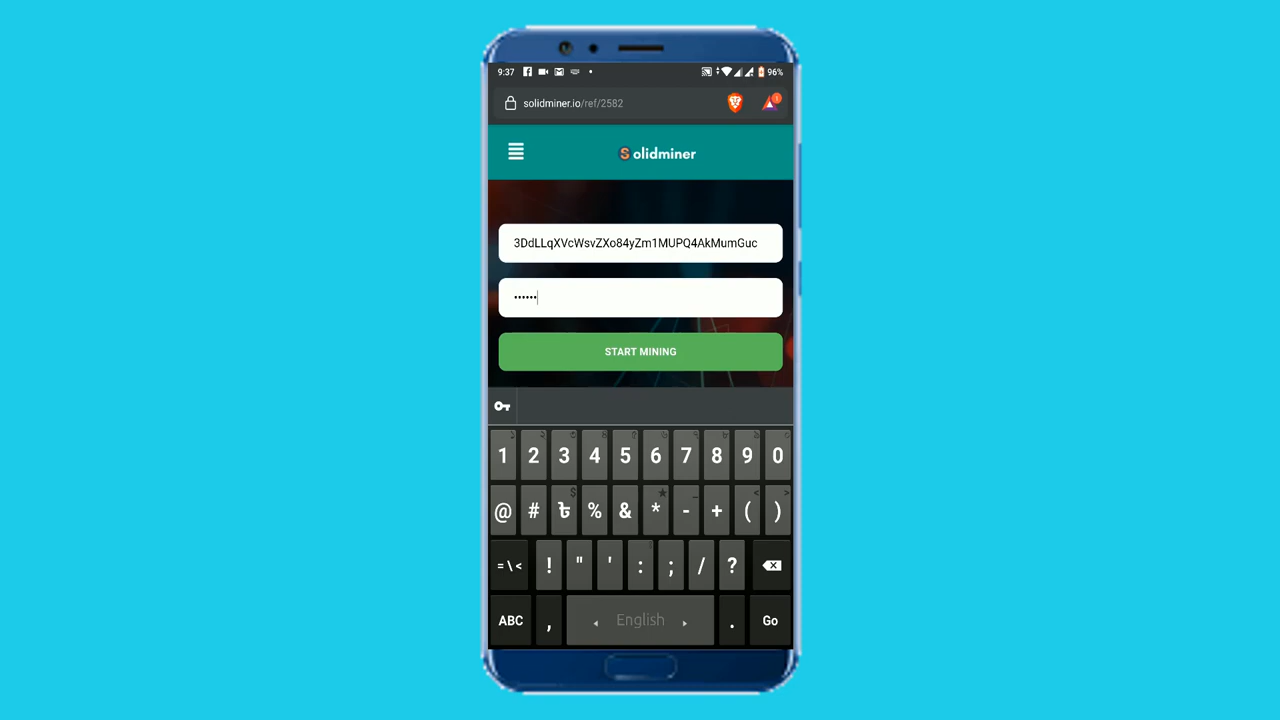 9:37 96%
solidminer.io/ref/2582 1
Solidminer
3DdLLqXVcWsvZXo84yZm1MUPQ4AkMumGuc
••••••
START MINING
1 2 3 4 5 6 7 8 9 0
$ ★ _ < >
@ # ৳ % & * - + ( )
= \ < ! " ' : ; / ?
ABC , English . Go